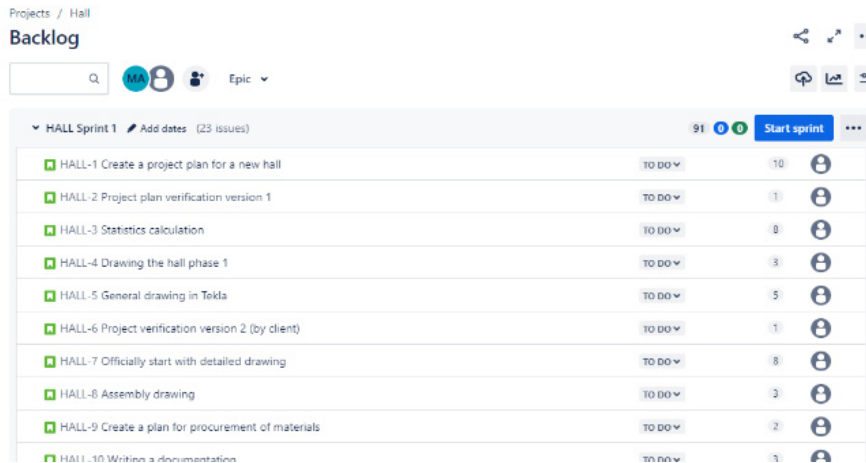 Projects / Hall
Backlog
MA
Epic
HALL Sprint 1 Add dates (23 issues) 91 0 0 Start sprint
HALL-1 Create a project plan for a new hall TO DO 10
HALL-2 Project plan verification version 1 TO DO 1
HALL-3 Statistics calculation TO DO 8
HALL-4 Drawing the hall phase 1 TO DO 3
HALL-5 General drawing in Tekla TO DO 5
HALL-6 Project verification version 2 (by client) TO DO 1
HALL-7 Officially start with detailed drawing TO DO 8
HALL-8 Assembly drawing TO DO 3
HALL-9 Create a plan for procurement of materials TO DO 2
HALL-10 Writing a documentation TO DO 3